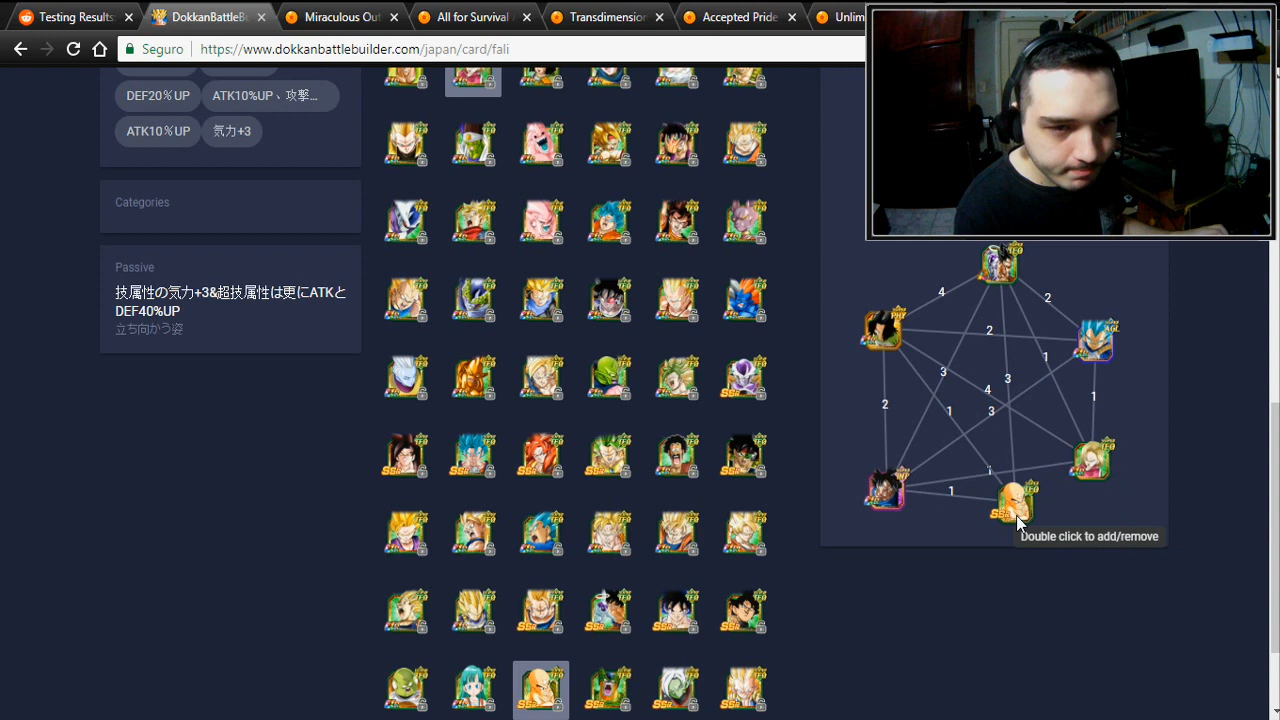 Testing Results:
DokkanBattleB
Miraculous Out
All for Survival
Transdimension
Accepted Pride
Unlim
Seguro
https://www.dokkanbattlebuilder.com/japan/card/fali
DEF20%UP
ATK10%UP、攻撃...
ATK10%UP
気力+3
Categories
Passive
技属性の気力+3&超技属性は更にATKと
DEF40%UP
立ち向かう姿
4
2
2
1
3
3
4
2
1
1
3
1
1
Double click to add/remove